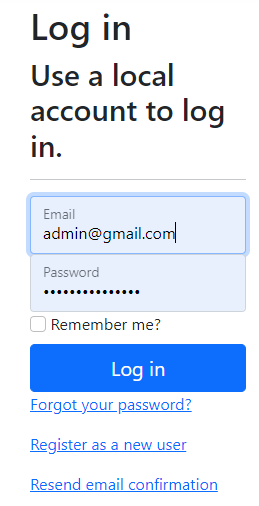 Log in
Use a local
account to log
in.
Email
admin@gmail.com
Password
•••••••••••••••
Remember me?
Log in
Forgot your password?
Register as a new user
Resend email confirmation